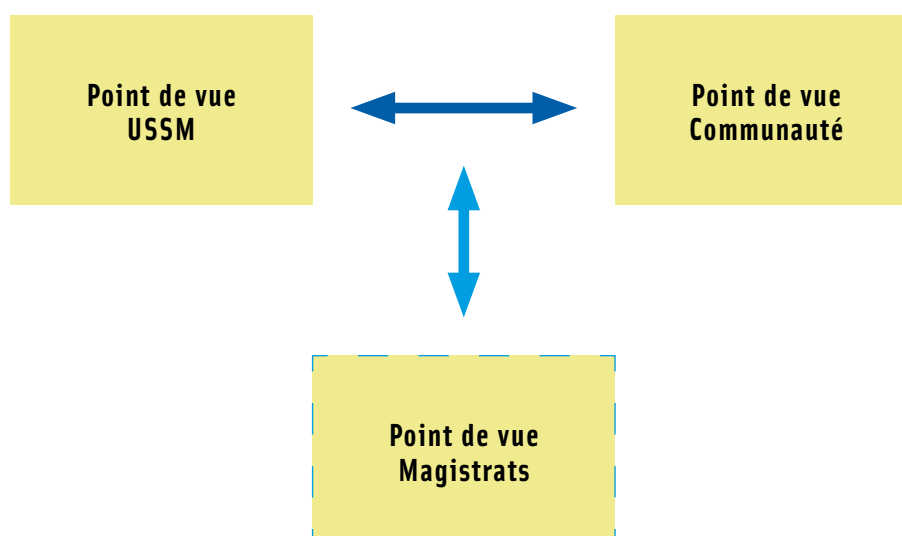 Point de vue
USSM
Point de vue
Communauté
Point de vue
Magistrats